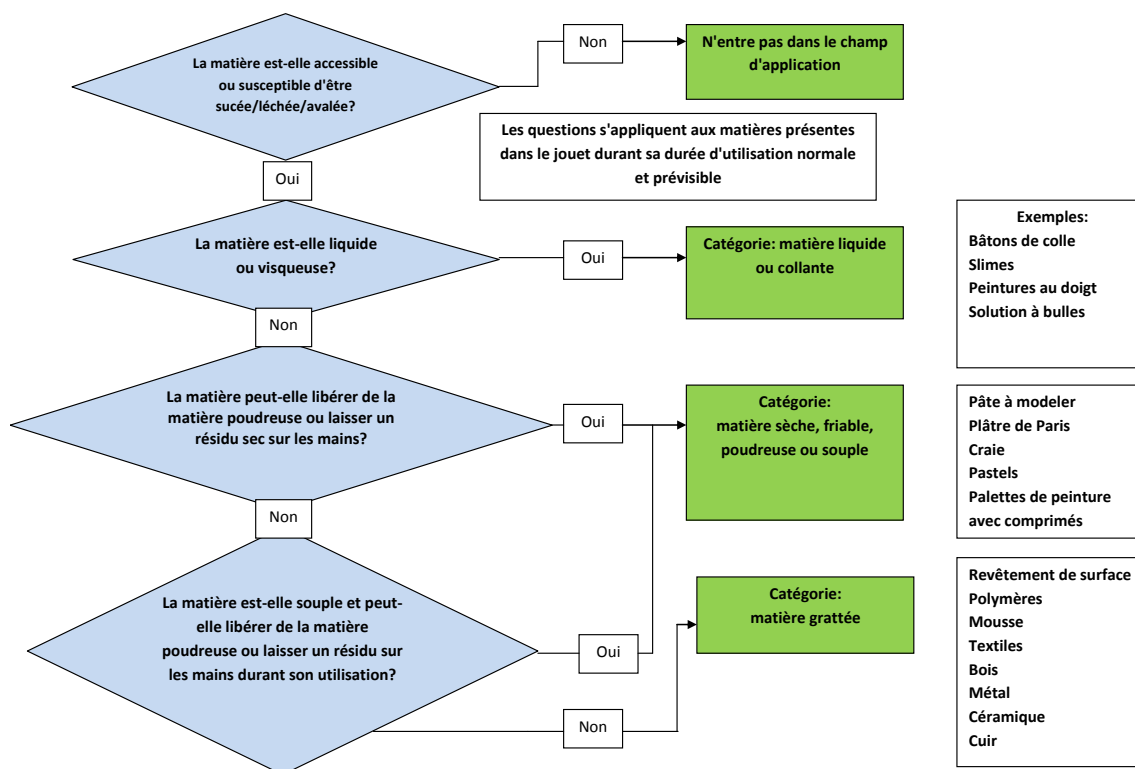 La matière est-elle accessible
ou susceptible d'être
sucée/léchée/avalée?
Non
N'entre pas dans le champ
d'application
Les questions s'appliquent aux matières présentes
dans le jouet durant sa durée d'utilisation normale
et prévisible
Oui
La matière est-elle liquide
ou visqueuse?
Oui
Catégorie: matière liquide
ou collante
Exemples:
Bâtons de colle
Slimes
Peintures au doigt
Solution à bulles
Non
La matière peut-elle libérer de la
matière poudreuse ou laisser un
résidu sec sur les mains?
Oui
Catégorie:
matière sèche, friable,
poudreuse ou souple
Pâte à modeler
Plâtre de Paris
Craie
Pastels
Palettes de peinture
avec comprimés
Non
La matière est-elle souple et peut-
elle libérer de la matière
poudreuse ou laisser un résidu sur
les mains durant son utilisation?
Oui
Non
Catégorie:
matière grattée
Revêtement de surface
Polymères
Mousse
Textiles
Bois
Métal
Céramique
Cuir